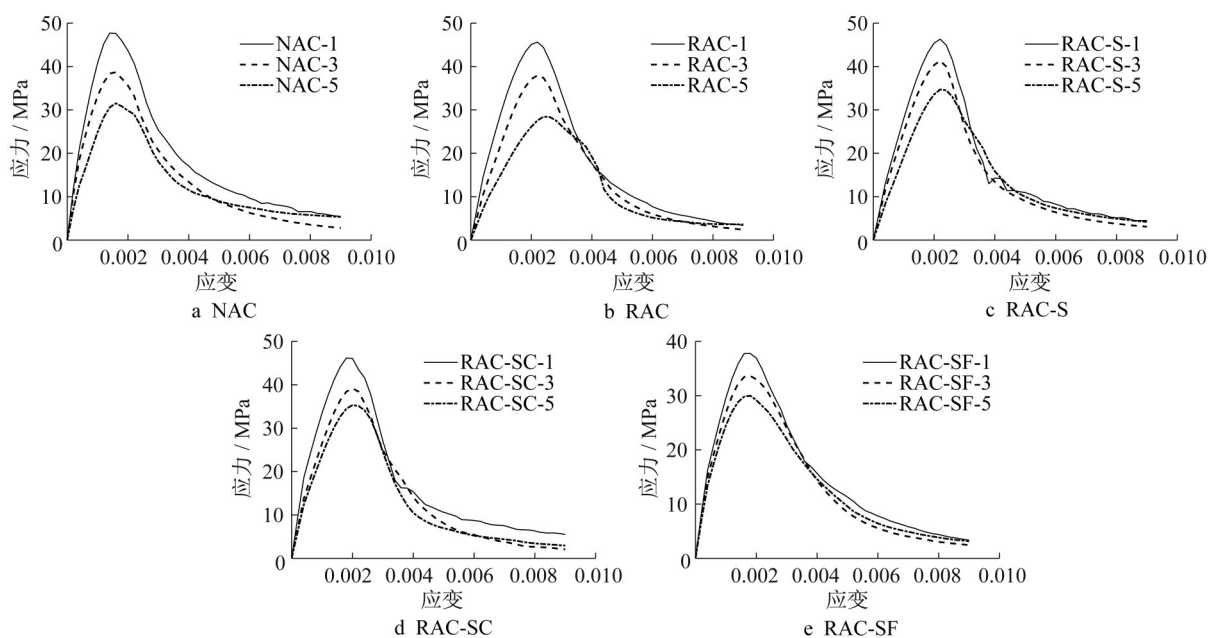 50
40
30
20
10
0
应力 / MPa
NAC-1
NAC-3
NAC-5
0.002 0.004 0.006 0.008 0.010
应变
a NAC
50
40
30
20
10
0
应力 / MPa
RAC-1
RAC-3
RAC-5
0.002 0.004 0.006 0.008 0.010
应变
b RAC
50
40
30
20
10
0
应力 / MPa
RAC-S-1
RAC-S-3
RAC-S-5
0.002 0.004 0.006 0.008 0.010
应变
c RAC-S
50
40
30
20
10
0
应力 / MPa
RAC-SC-1
RAC-SC-3
RAC-SC-5
0.002 0.004 0.006 0.008 0.010
应变
d RAC-SC
40
30
20
10
0
应力 / MPa
RAC-SF-1
RAC-SF-3
RAC-SF-5
0.002 0.004 0.006 0.008 0.010
应变
e RAC-SF